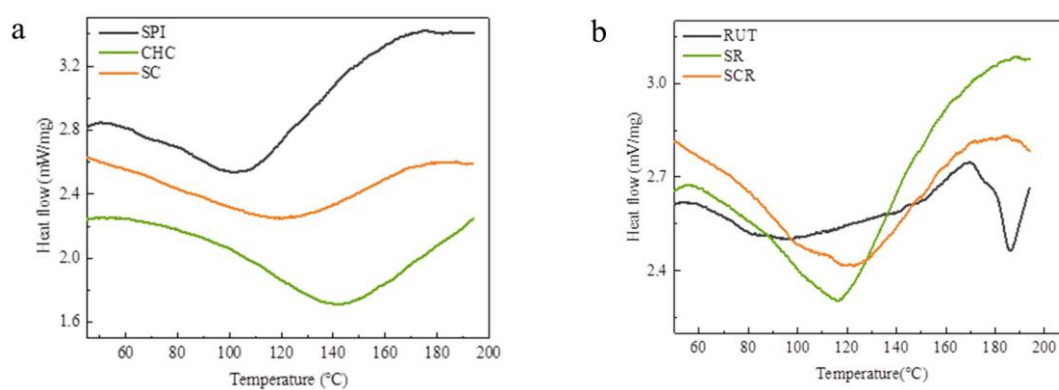 a
SPI
CHC
SC
3.2
2.8
2.4
2.0
1.6
Heat flow (mW/mg)
60 80 100 120 140 160 180 200
Temperature (°C)
b
RUT
SR
SCR
3.0
2.7
2.4
Heat flow (mV/mg)
60 80 100 120 140 160 180 200
Temperature(°C)